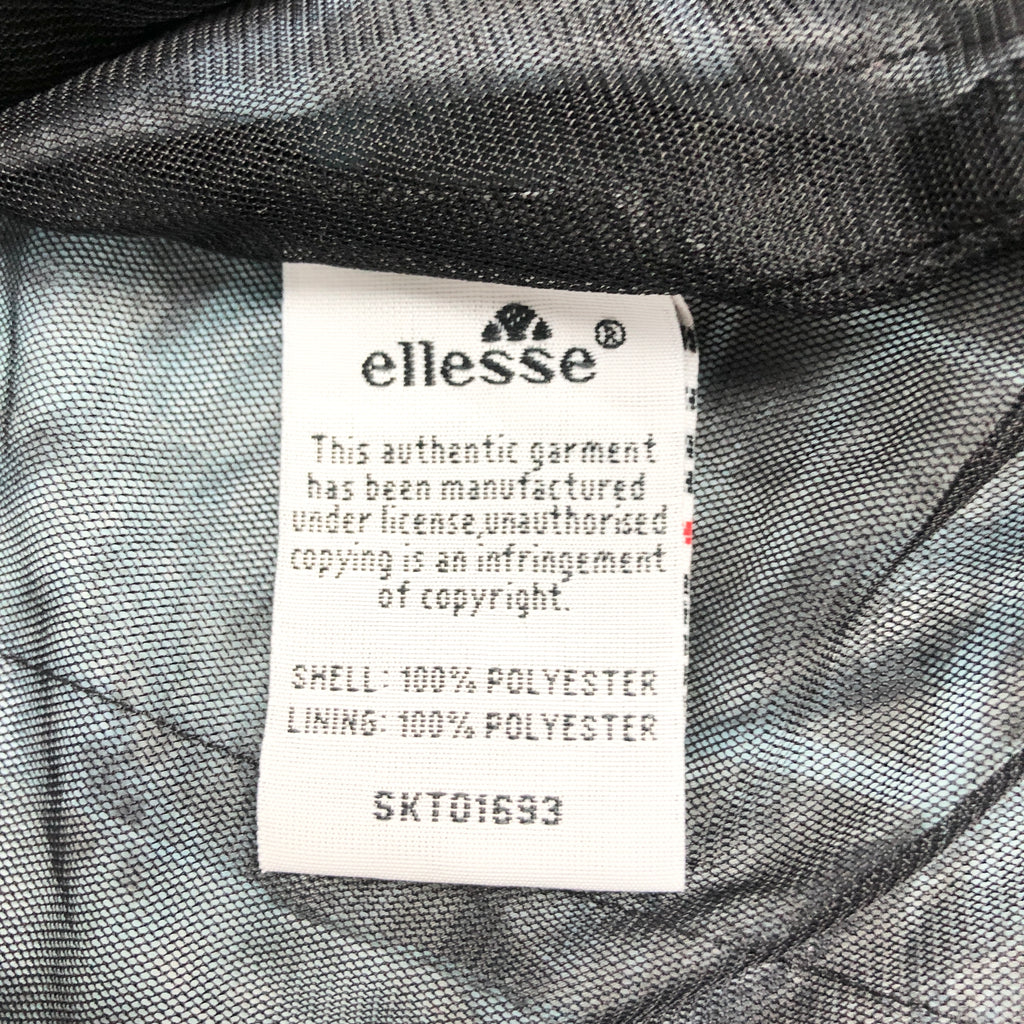 ellesse®
This authentic garment
has been manufactured
under license,unauthorised
copying is an infringement
of copyright.
SHELL: 100% POLYESTER
LINING: 100% POLYESTER
SKT01693